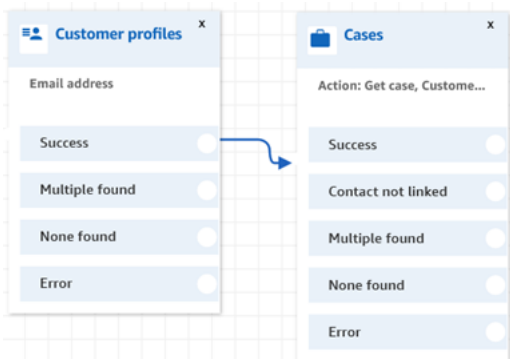 Customer profiles
x
Email address
Success
Multiple found
None found
Error
Cases
x
Action: Get case, Custome...
Success
Contact not linked
Multiple found
None found
Error